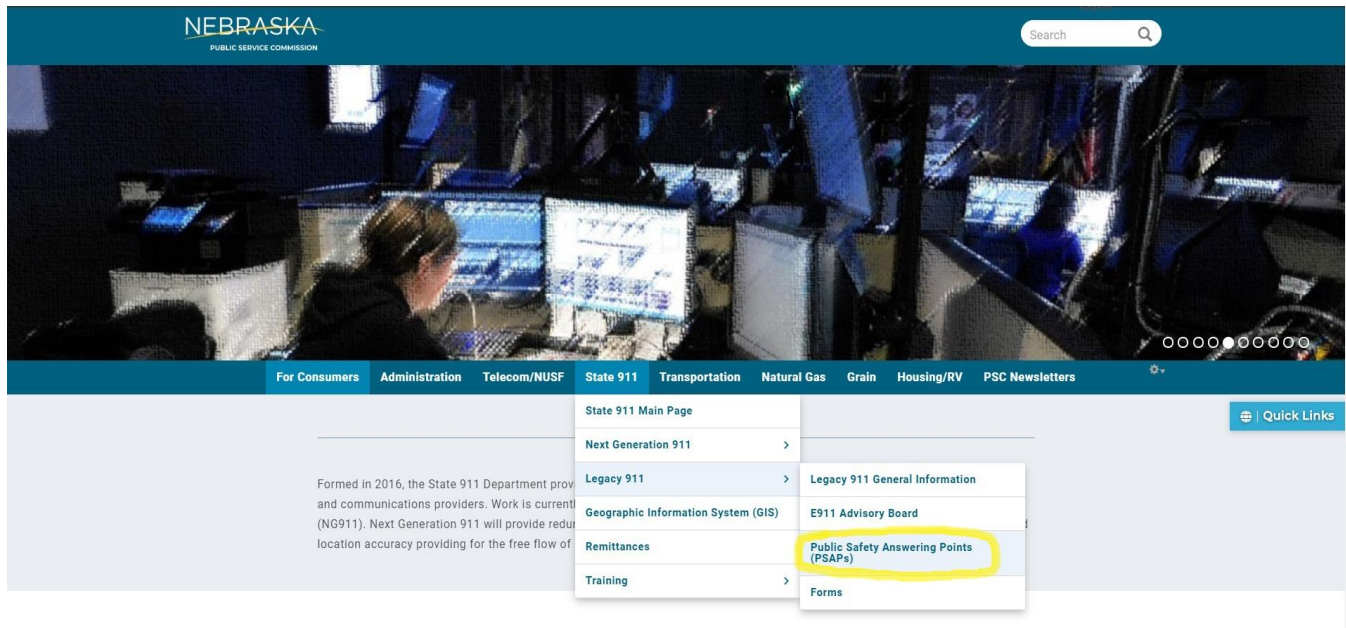 NEBRASKA
PUBLIC SERVICE COMMISSION
Search
For Consumers Administration Telecom/NUSF State 911 Transportation Natural Gas Grain Housing/RV PSC Newsletters
| Quick Links
State 911 Main Page
Next Generation 911
Legacy 911
Geographic Information System (GIS)
Remittances
Training
Legacy 911 General Information
E911 Advisory Board
Public Safety Answering Points
(PSAPs)
Forms
Formed in 2016, the State 911 Department prov
and communications providers. Work is current
(NG911). Next Generation 911 will provide redu
location accuracy providing for the free flow of